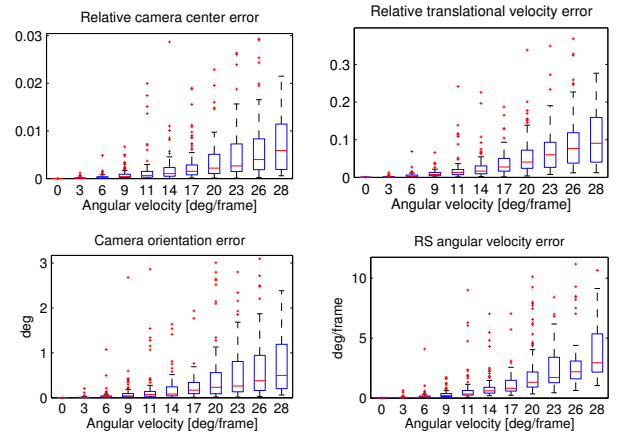 Relative camera center error
0.03
0.02
0.01
0
0 3 6 9 11 14 17 20 23 26 28
Angular velocity [deg/frame]
Relative translational velocity error
0.3
0.2
0.1
0
0 3 6 9 11 14 17 20 23 26 28
Angular velocity [deg/frame]
Camera orientation error
3
2
1
0
deg
0 3 6 9 11 14 17 20 23 26 28
Angular velocity [deg/frame]
RS angular velocity error
10
5
0
deg/frame
0 3 6 9 11 14 17 20 23 26 28
Angular velocity [deg/frame]